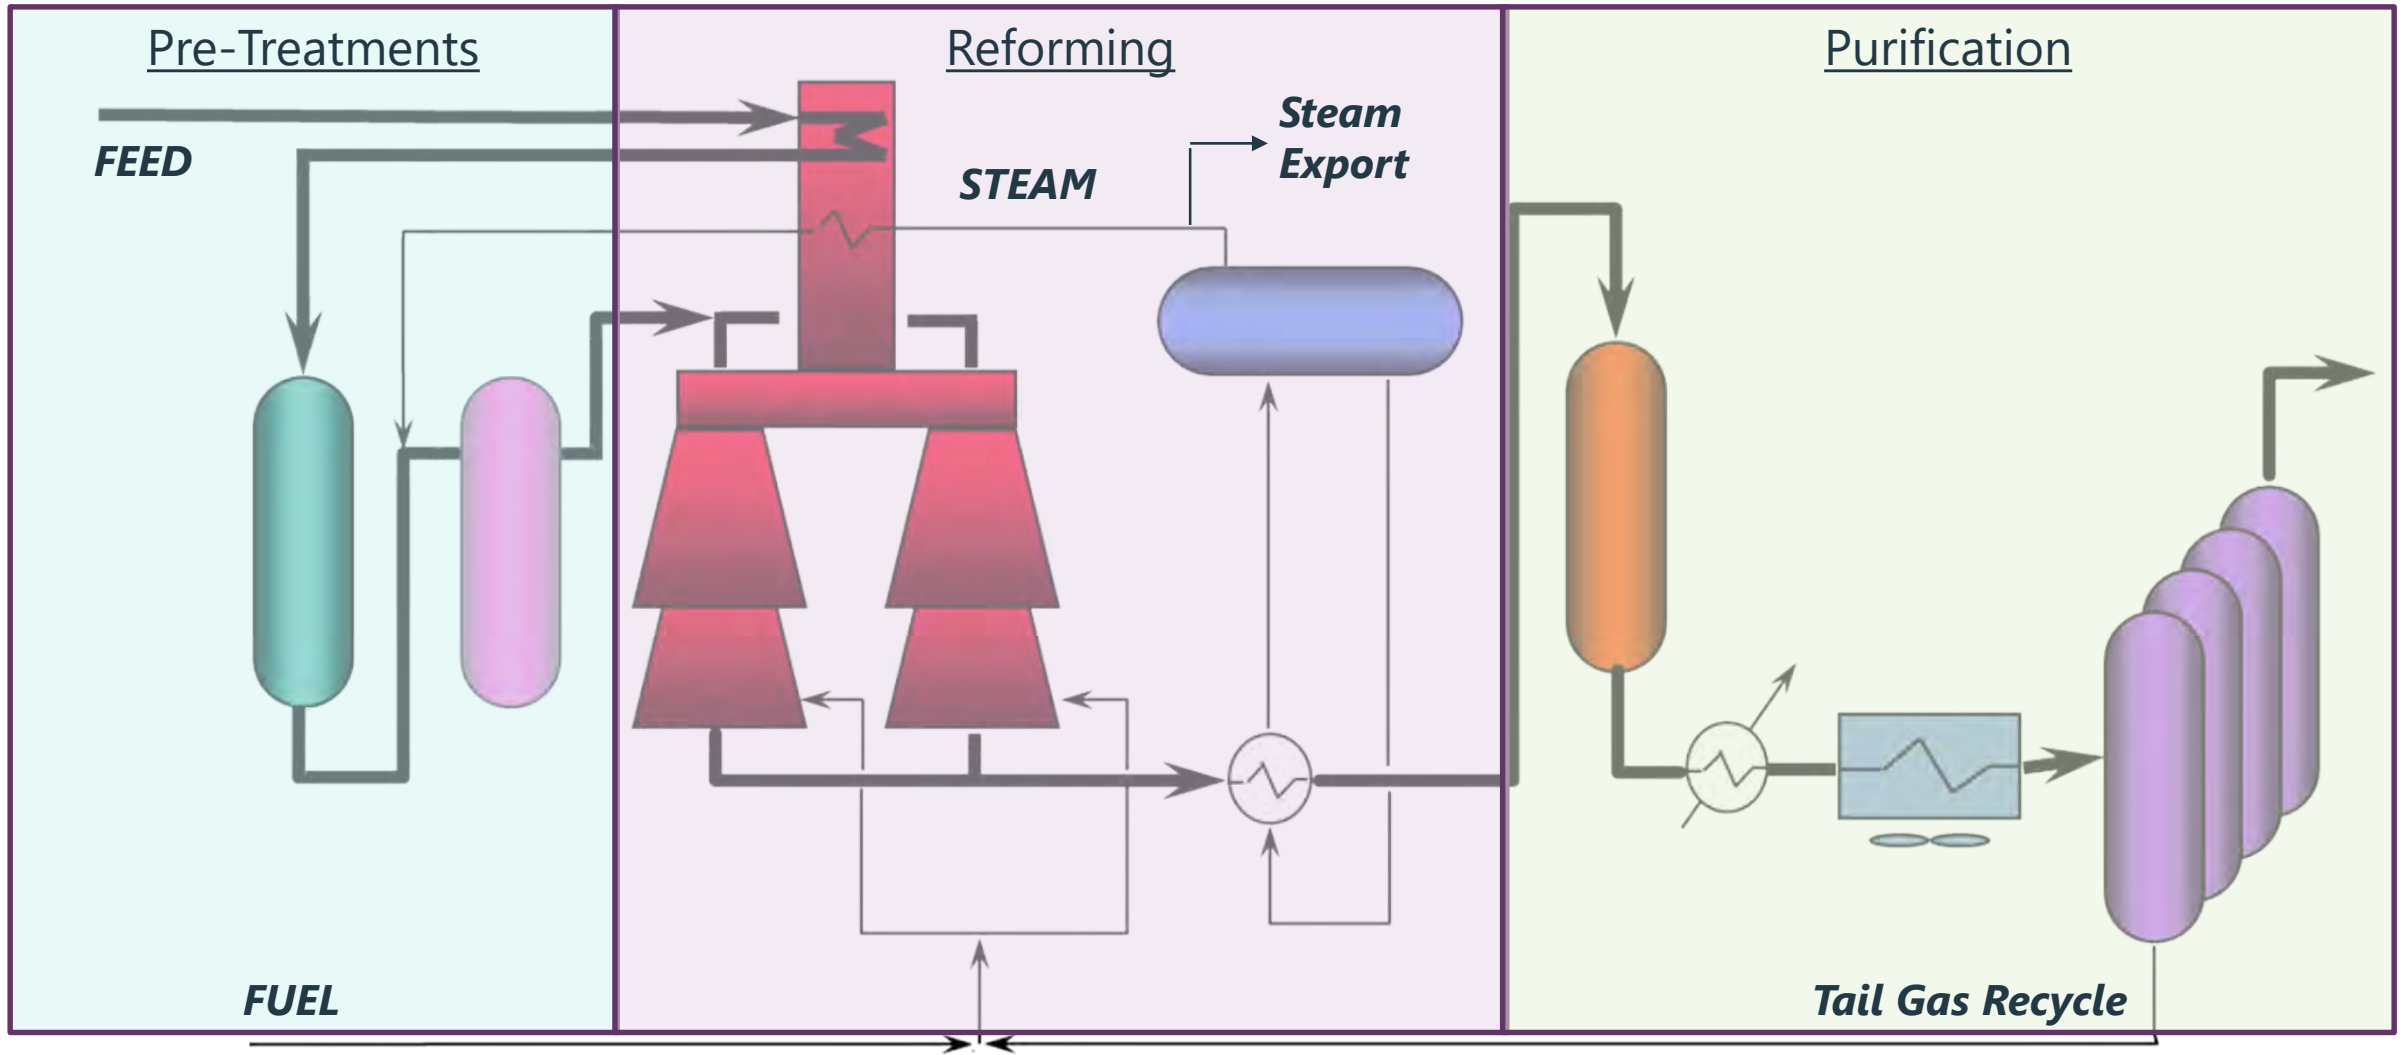 Pre-Treatments
Reforming
Purification
FEED
STEAM
Steam
Export
FUEL
Tail Gas Recycle